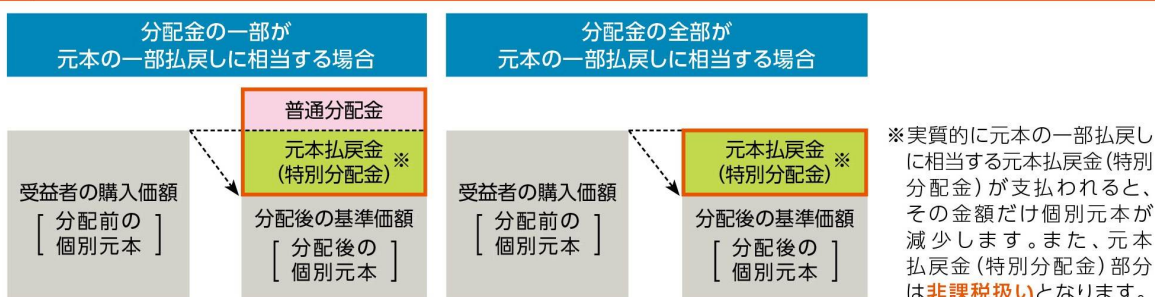 分配金の一部が
元本の一部払戻しに相当する場合
普通分配金
元本払戻金
(特別分配金)
※
受益者の購入価額
[分配前の
個別元本]
分配後の基準価額
[分配後の
個別元本]
分配金の全部が
元本の一部払戻しに相当する場合
元本払戻金
(特別分配金)
※
受益者の購入価額
[分配前の
個別元本]
分配後の基準価額
[分配後の
個別元本]
※実質的に元本の一部払戻し
に相当する元本払戻金(特別
分配金)が支払われると、
その金額だけ個別元本が
減少します。また、元本
払戻金(特別分配金)部分
は非課税扱いとなります。